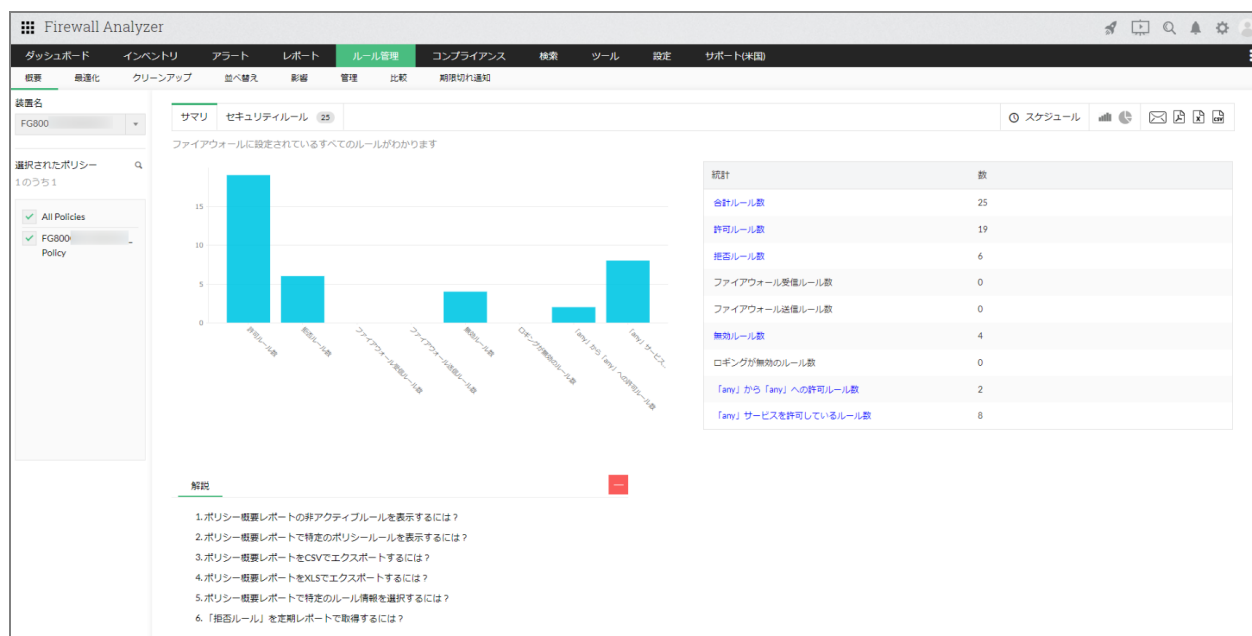 Firewall Analyzer
ダッシュボード インベントリ アラート レポート ルール管理 コンプライアンス 検索 ツール 設定 サポート(米国)
概要 最適化 クリーンアップ 並べ替え 影響 管理 比較 期限切れ通知
装置名
FG800
選択されたポリシー
1のうち1
All Policies
FG800 _
Policy
サマリ セキュリティルール 25
スケジュール
ファイアウォールに設定されているすべてのルールがわかります
15
10
5
0
許可ルール数
拒否ルール数
ファイアウォール受信ルール数
ファイアウォール送信ルール数
無効ルール数
ロギングが無効のルール数
「any」から「any」への許可ルール数
「any」サービス...
統計 数
合計ルール数 25
許可ルール数 19
拒否ルール数 6
ファイアウォール受信ルール数 0
ファイアウォール送信ルール数 0
無効ルール数 4
ロギングが無効のルール数 0
「any」から「any」への許可ルール数 2
「any」サービスを許可しているルール数 8
解説
1.ポリシー概要レポートの非アクティブルールを表示するには？
2.ポリシー概要レポートで特定のポリシールールを表示するには？
3.ポリシー概要レポートをCSVでエクスポートするには？
4.ポリシー概要レポートをXLSでエクスポートするには？
5.ポリシー概要レポートで特定のルール情報を選択するには？
6.「拒否ルール」を定期レポートで取得するには？